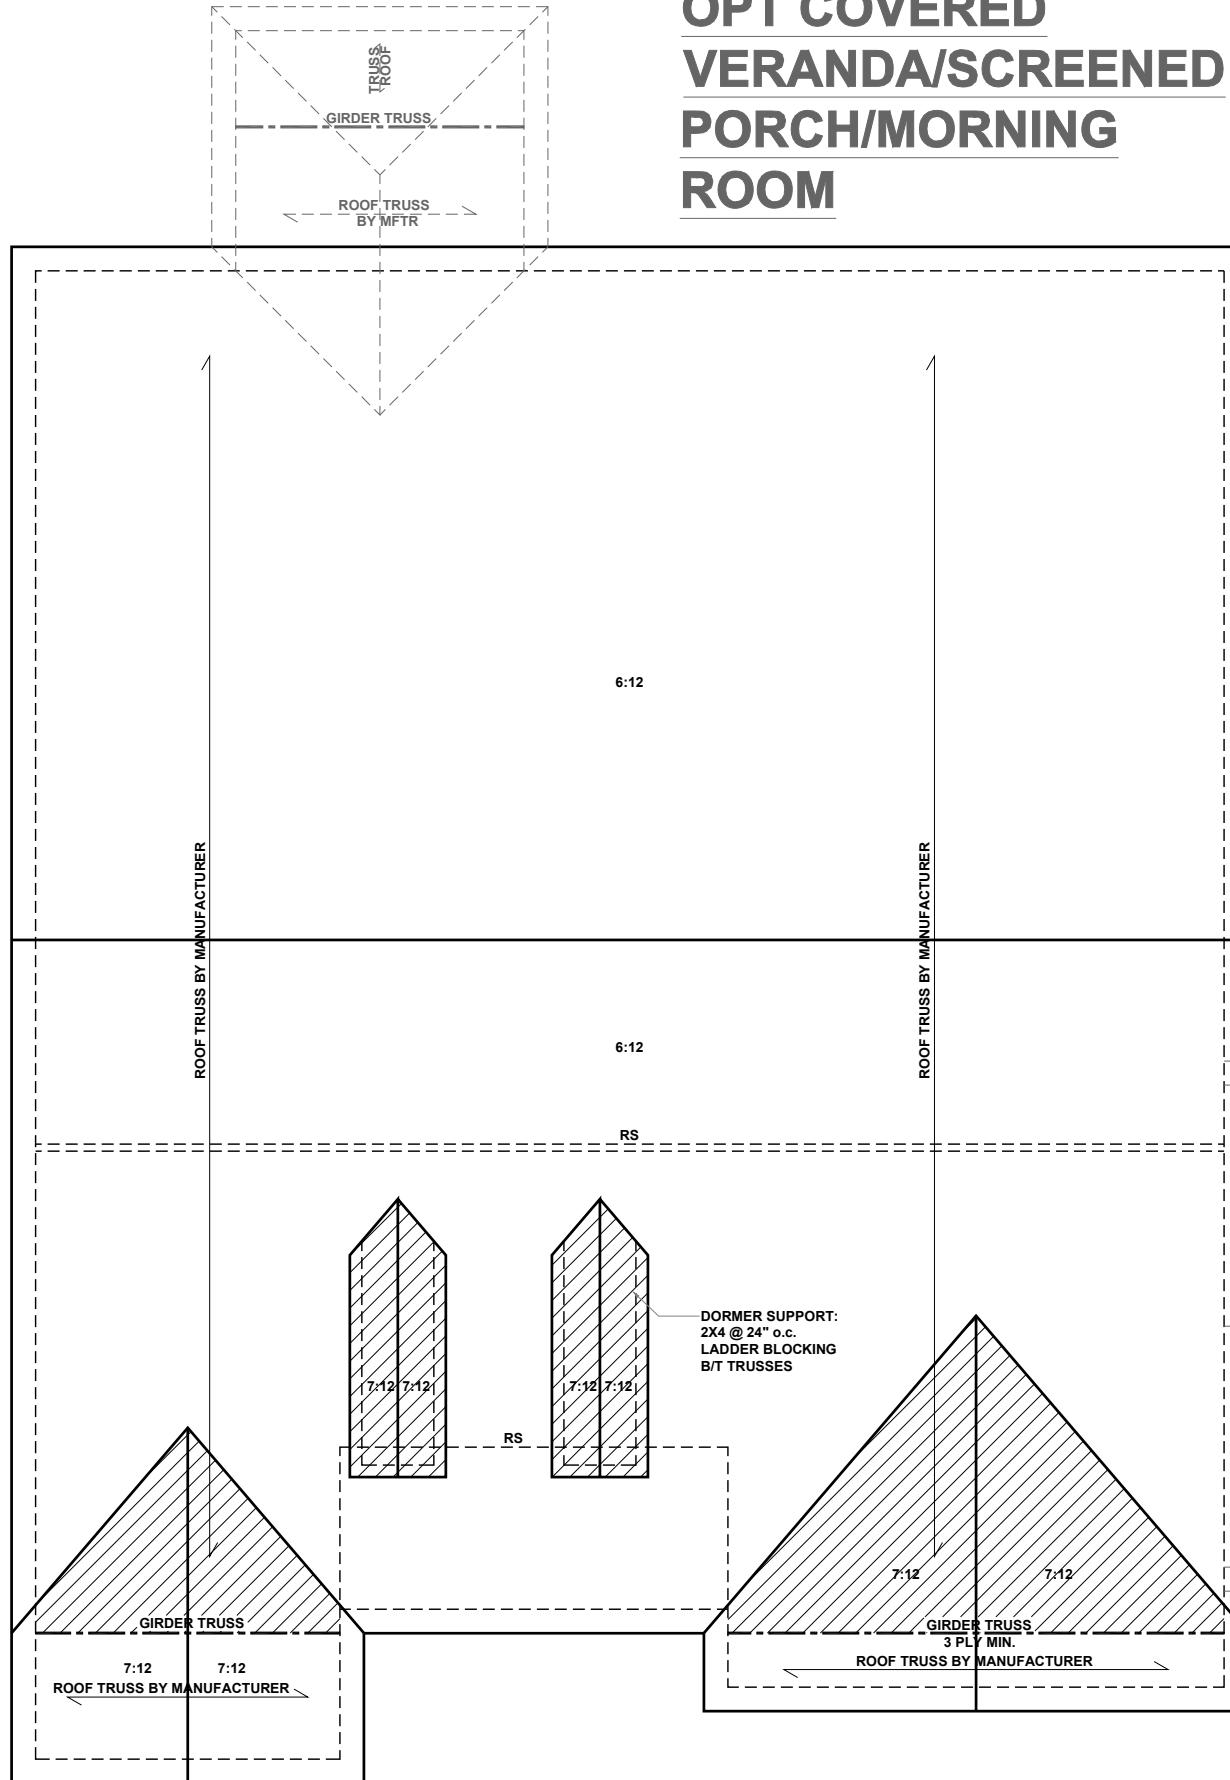 OPT COVERED
VERANDA/SCREENED
PORCH/MORNING
ROOM
TRUSS
ROOF
GIRDER TRUSS
ROOF TRUSS
BY MFTR
6:12
ROOF TRUSS BY MANUFACTURER
ROOF TRUSS BY MANUFACTURER
6:12
RS
DORMER SUPPORT:
2X4 @ 24" o.c.
LADDER BLOCKING
B/T TRUSSES
7:12 7:12
7:12 7:12
RS
7:12 7:12
GIRDER TRUSS
GIRDER TRUSS
3 PLY MIN.
ROOF TRUSS BY MANUFACTURER
7:12 7:12
ROOF TRUSS BY MANUFACTURER